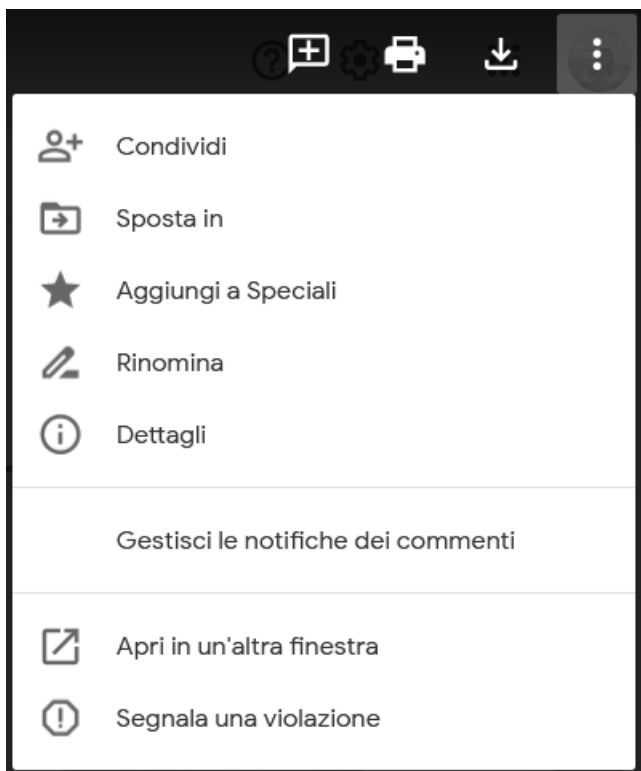 Condividi
Sposta in
Aggiungi a Speciali
Rinomina
Dettagli
Gestisci le notifiche dei commenti
Apri in un'altra finestra
Segnala una violazione